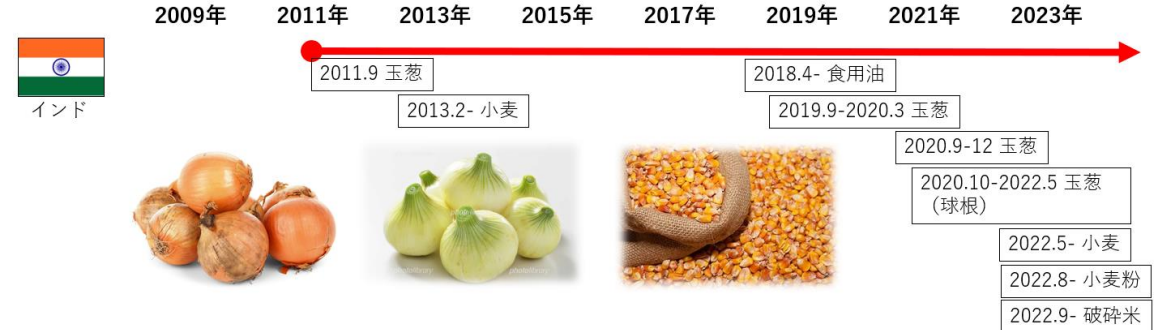 2009年 2011年 2013年 2015年 2017年 2019年 2021年 2023年
インド
2011.9 玉葱
2013.2- 小麦
2018.4- 食用油
2019.9-2020.3 玉葱
2020.9-12 玉葱
2020.10-2022.5 玉葱
（球根）
2022.5- 小麦
2022.8- 小麦粉
2022.9- 破砕米
photolibrary
photolibrary
photolibrary